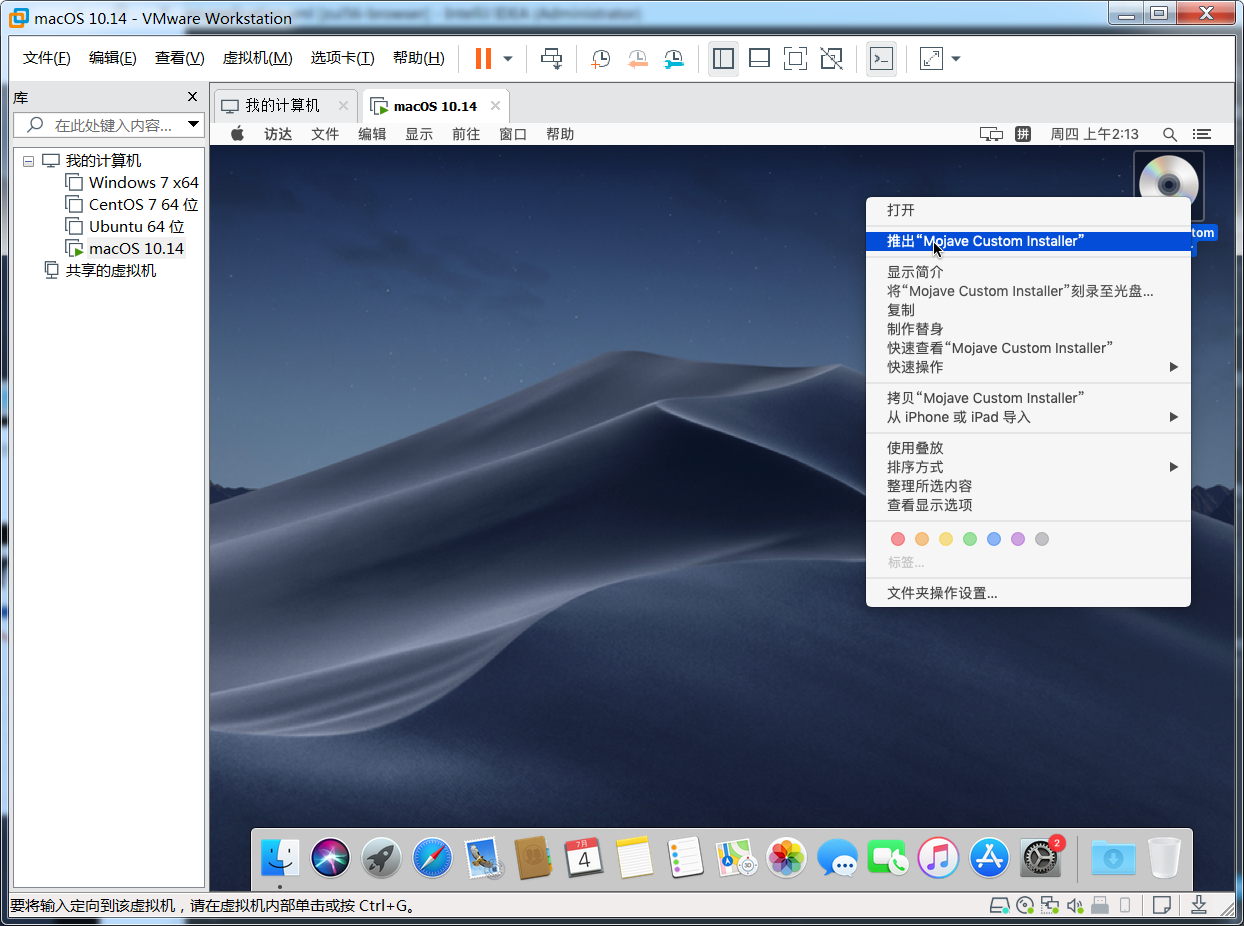 macOS 10.14 - VMware Workstation
文件(F) 编辑(E) 查看(V) 虚拟机(M) 选项卡(T) 帮助(H)
库
在此处键入内容...
我的计算机
Windows 7 x64
CentOS 7 64 位
Ubuntu 64 位
macOS 10.14
共享的虚拟机
我的计算机 macOS 10.14
访达 文件 编辑 显示 前往 窗口 帮助 拼 周四 上午2:13
打开
推出“Mojave Custom Installer”
tom
显示简介
将“Mojave Custom Installer”刻录至光盘...
复制
制作替身
快速查看“Mojave Custom Installer”
快速操作
拷贝“Mojave Custom Installer”
从 iPhone 或 iPad 导入
使用叠放
排序方式
整理所选内容
查看显示选项
标签...
文件夹操作设置...
7月
4
2
要将输入定向到该虚拟机，请在虚拟机内部单击或按 Ctrl+G。